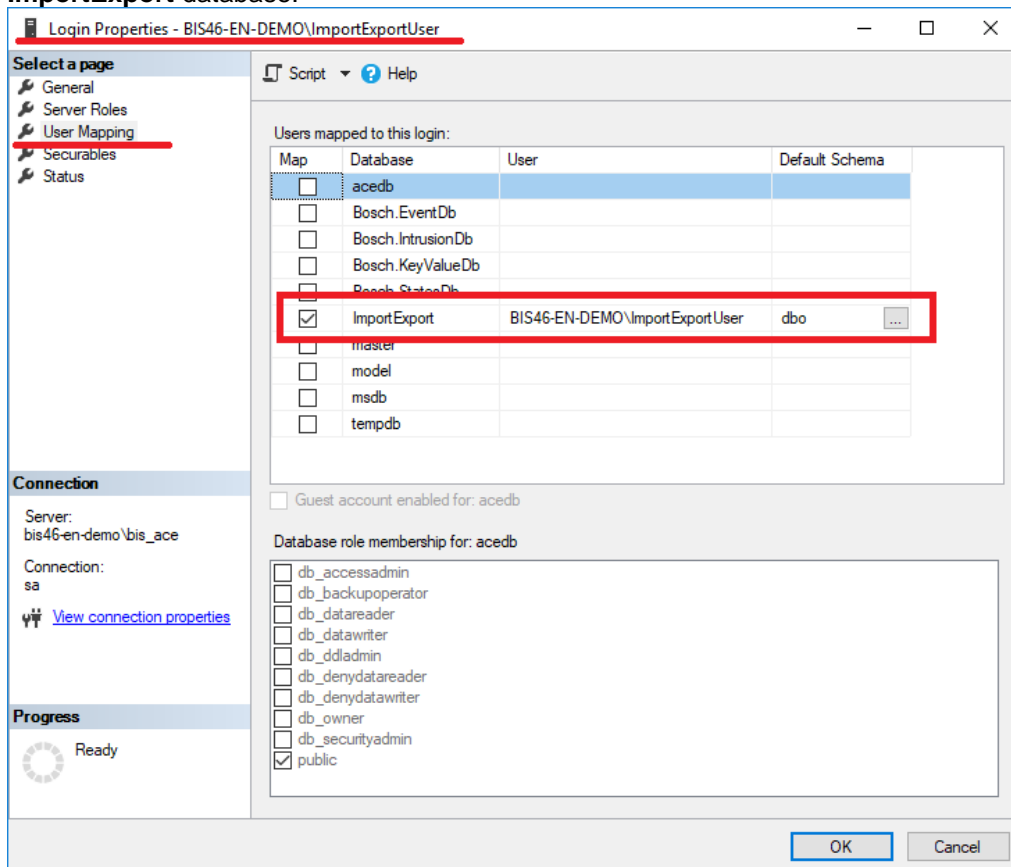 ImportExport database.
Login Properties - BIS46-EN-DEMO\ImportExportUser
Select a page
General
Server Roles
User Mapping
Securables
Status
Script Help
Users mapped to this login:
Map Database User Default Schema
acedb
Bosch.EventDb
Bosch.IntrusionDb
Bosch.KeyValueDb
Bosch.StatesDb
ImportExport BIS46-EN-DEMO\ImportExportUser dbo ...
master
model
msdb
tempdb
Guest account enabled for: acedb
Database role membership for: acedb
db_accessadmin
db_backupoperator
db_datareader
db_datawriter
db_ddladmin
db_denydatareader
db_denydatawriter
db_owner
db_securityadmin
public
Connection
Server:
bis46-en-demo\bis_ace
Connection:
sa
View connection properties
Progress
Ready
OK Cancel